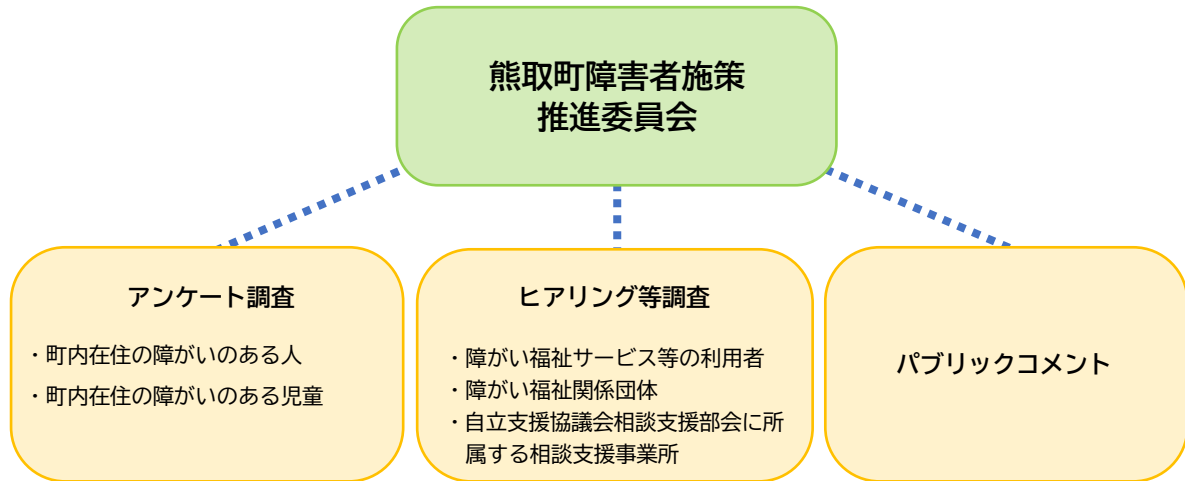 熊取町障害者施策
推進委員会
アンケート調査
・町内在住の障がいのある人
・町内在住の障がいのある児童
ヒアリング等調査
・障がい福祉サービス等の利用者
・障がい福祉関係団体
・自立支援協議会相談支援部会に所
属する相談支援事業所
パブリックコメント